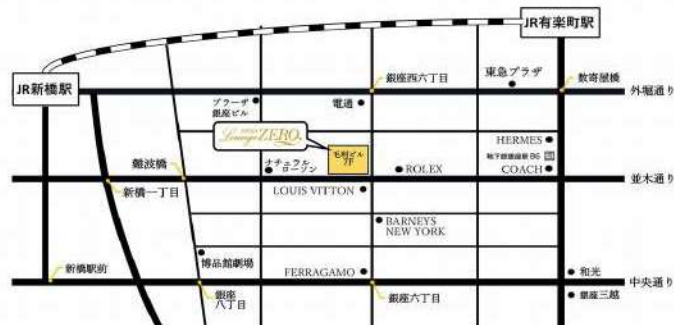 JR有楽町駅
JR新橋駅
銀座西六丁目
東急プラザ
数寄屋橋
外堀通り
プラーザ
銀座ビル
電通
Lounge ZERO
毛利ビル
7F
HERMES
地下鉄銀座駅 B6
COACH
難波橋
ナチュラル
ローソン
ROLEX
並木通り
新橋一丁目
LOUIS VITTON
BARNEYS
NEW YORK
博品館劇場
新橋駅前
FERRAGAMO
和光
中央通り
銀座
八丁目
銀座六丁目
銀座三越